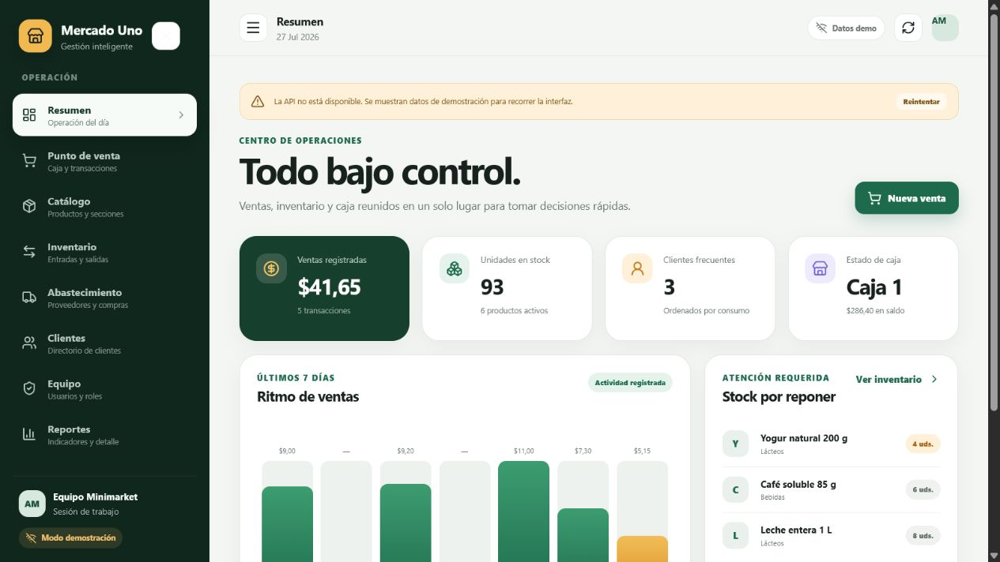 Mercado Uno
Gestión inteligente
OPERACIÓN
Resumen
Operación del día
Punto de venta
Caja y transacciones
Catálogo
Productos y secciones
Inventario
Entradas y salidas
Abastecimiento
Proveedores y compras
Clientes
Directorio de clientes
Equipo
Usuarios y roles
Reportes
Indicadores y detalle
AM
Equipo Minimarket
Sesión de trabajo
Modo demostración
Resumen
27 Jul 2026
Datos demo
AM
La API no está disponible. Se muestran datos de demostración para recorrer la interfaz.
Reintentar
CENTRO DE OPERACIONES
Todo bajo control.
Ventas, inventario y caja reunidos en un solo lugar para tomar decisiones rápidas.
Nueva venta
Ventas registradas
$41,65
5 transacciones
Unidades en stock
93
6 productos activos
Clientes frecuentes
3
Ordenados por consumo
Estado de caja
Caja 1
$286,40 en saldo
ÚLTIMOS 7 DÍAS
Ritmo de ventas
Actividad registrada
$9,00 — $9,20 — $11,00 $7,30 $5,15
ATENCIÓN REQUERIDA
Stock por reponer
Ver inventario
Y
Yogur natural 200 g
Lácteos
4 uds.
C
Café soluble 85 g
Bebidas
6 uds.
L
Leche entera 1 L
Lácteos
8 uds.